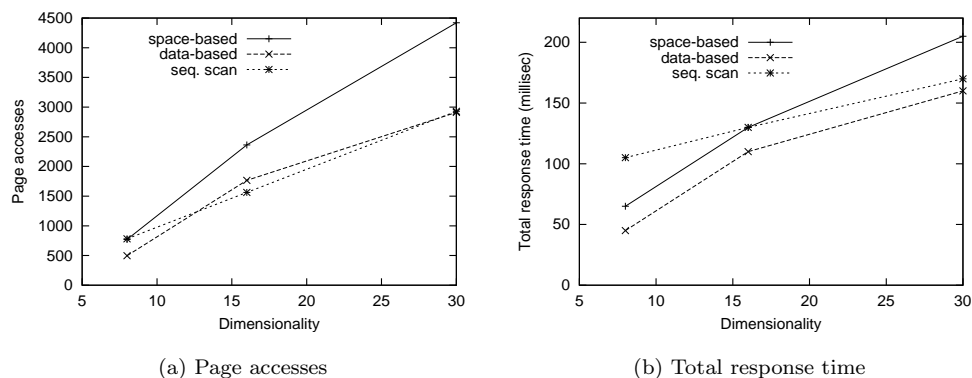 4500
4000
3500
3000
2500
2000
1500
1000
500
0
Page accesses
space-based
data-based
seq. scan
5 10 15 20 25 30
Dimensionality
(a) Page accesses
200
150
100
50
0
Total response time (millisec)
space-based
data-based
seq. scan
5 10 15 20 25 30
Dimensionality
(b) Total response time